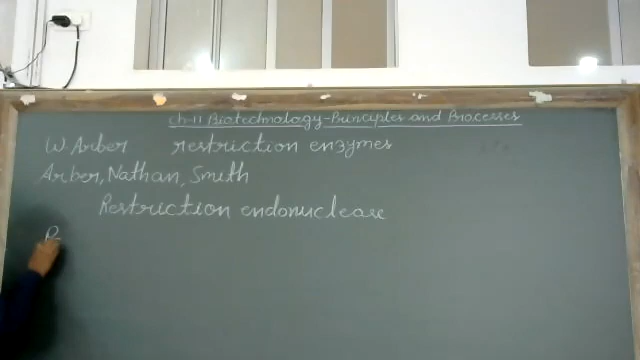 Ch-11 Biotechnology-Principles and Processes
W. Arber restriction enzymes
Arber, Nathan, Smith
Restriction endonuclease